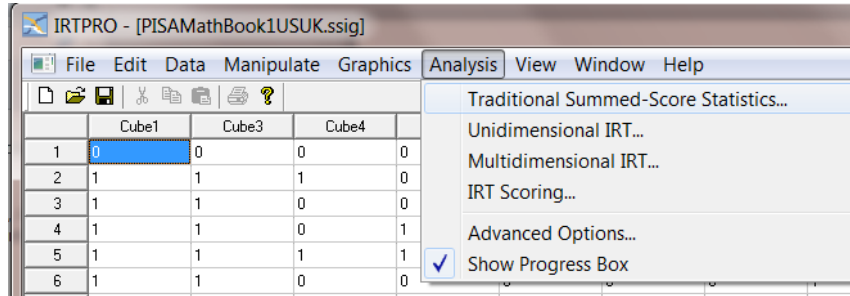 IRTPRO - [PISAMathBook1USUK.ssig]
File Edit Data Manipulate Graphics Analysis View Window Help
Traditional Summed-Score Statistics...
Unidimensional IRT...
Multidimensional IRT...
IRT Scoring...
Advanced Options...
Show Progress Box
Cube1 Cube3 Cube4
1 0 0 0 0
2 1 1 1 0
3 1 1 0 0
4 1 1 0 1
5 1 1 1 1
6 1 1 0 0